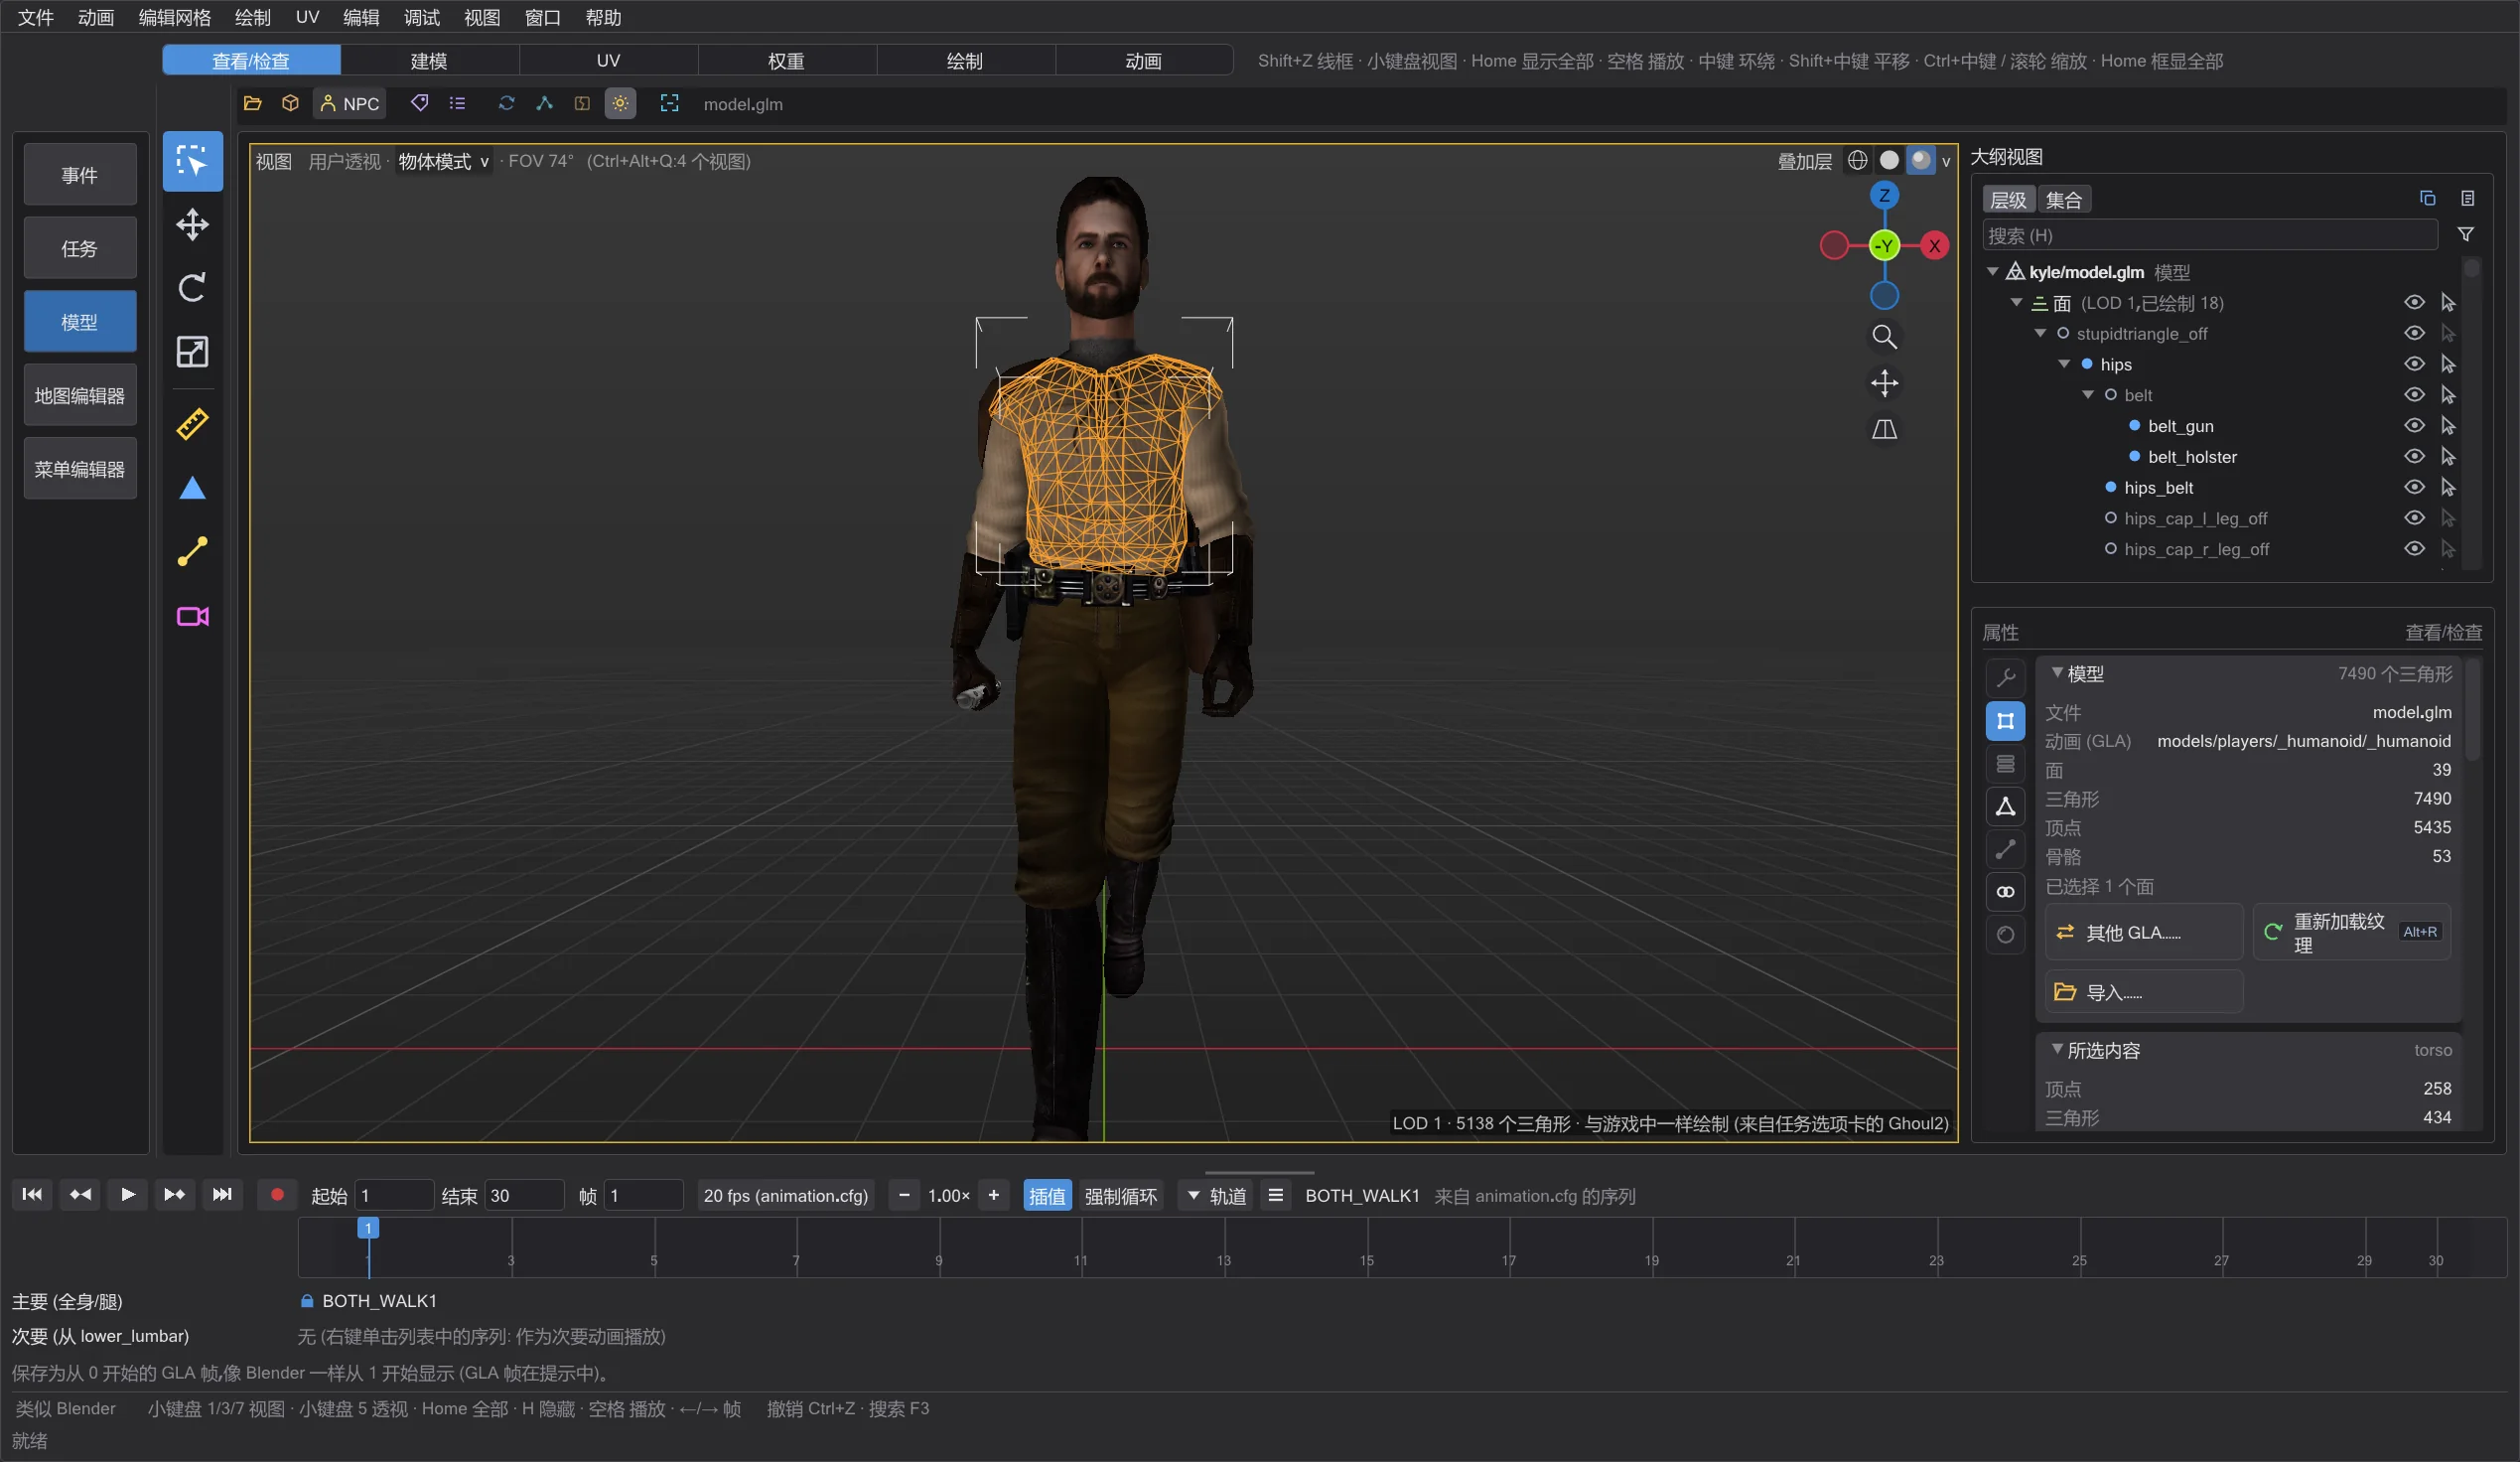 文件 动画 编辑网格 绘制 UV 编辑 调试 视图 窗口 帮助
查看/检查 建模 UV 权重 绘制 动画 Shift+Z 线框 · 小键盘视图 · Home 显示全部 · 空格 播放 · 中键 环绕 · Shift+中键 平移 · Ctrl+中键 / 滚轮 缩放 · Home 框显全部
NPC model.glm
事件
任务
模型
地图编辑器
菜单编辑器
视图 用户透视 · 物体模式 v · FOV 74° (Ctrl+Alt+Q:4 个视图) 叠加层 v
Z
-Y X
LOD 1 · 5138 个三角形 · 与游戏中一样绘制 (来自任务选项卡的 Ghoul2)
大纲视图
层级 集合
搜索 (H)
kyle/model.glm 模型
面 (LOD 1,已绘制 18)
stupidtriangle_off
hips
belt
belt_gun
belt_holster
hips_belt
hips_cap_l_leg_off
hips_cap_r_leg_off
属性 查看/检查
模型 7490 个三角形
文件 model.glm
动画 (GLA) models/players/_humanoid/_humanoid
面 39
三角形 7490
顶点 5435
骨骼 53
已选择 1 个面
其他 GLA...... 重新加载纹理 Alt+R
导入......
所选内容 torso
顶点 258
三角形 434
起始 1 结束 30 帧 1 20 fps (animation.cfg) − 1.00× + 插值 强制循环 轨道 BOTH_WALK1 来自 animation.cfg 的序列
1
1 3 5 7 9 11 13 15 17 19 21 23 25 27 29 30
主要 (全身/腿) BOTH_WALK1
次要 (从 lower_lumbar) 无 (右键单击列表中的序列: 作为次要动画播放)
保存为从 0 开始的 GLA 帧,像 Blender 一样从 1 开始显示 (GLA 帧在提示中)。
类似 Blender 小键盘 1/3/7 视图 · 小键盘 5 透视 · Home 全部 · H 隐藏 · 空格 播放 · ←/→ 帧 撤销 Ctrl+Z · 搜索 F3
就绪